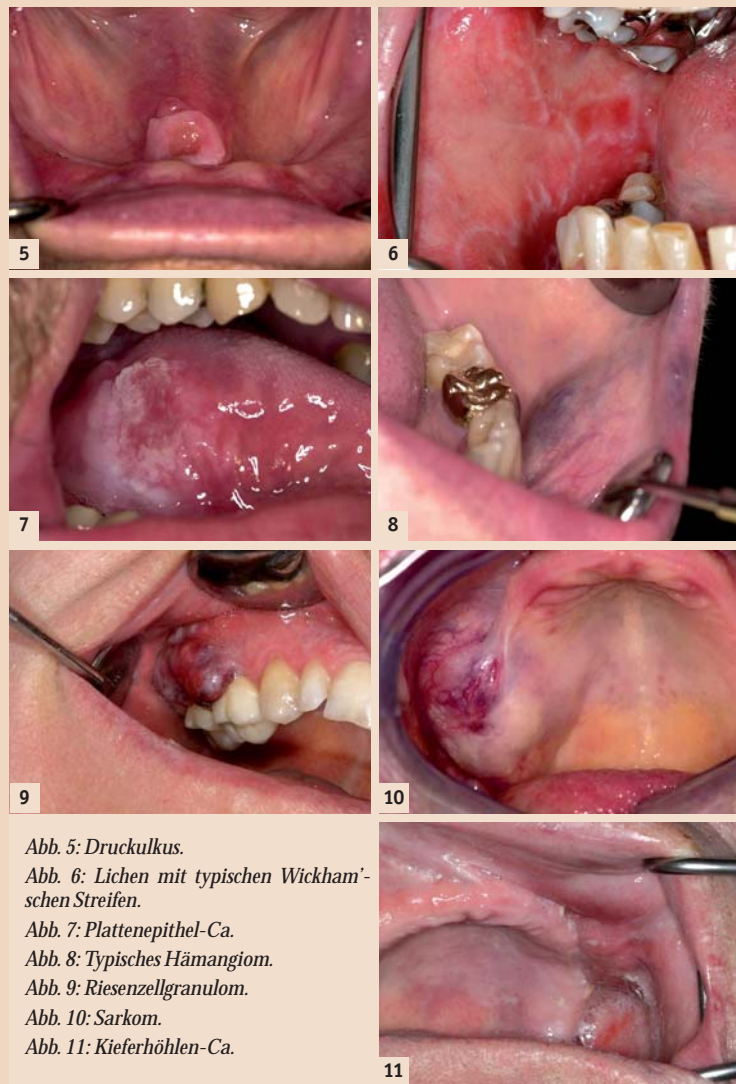 5
6
7
8
9
10
Abb. 5: Druckulkus.
Abb. 6: Lichen mit typischen Wickham'-
schen Streifen.
Abb. 7: Plattenepithel-Ca.
Abb. 8: Typisches Hämangiom.
Abb. 9: Riesenzellgranulom.
Abb. 10: Sarkom.
Abb. 11: Kieferhöhlen-Ca.
11